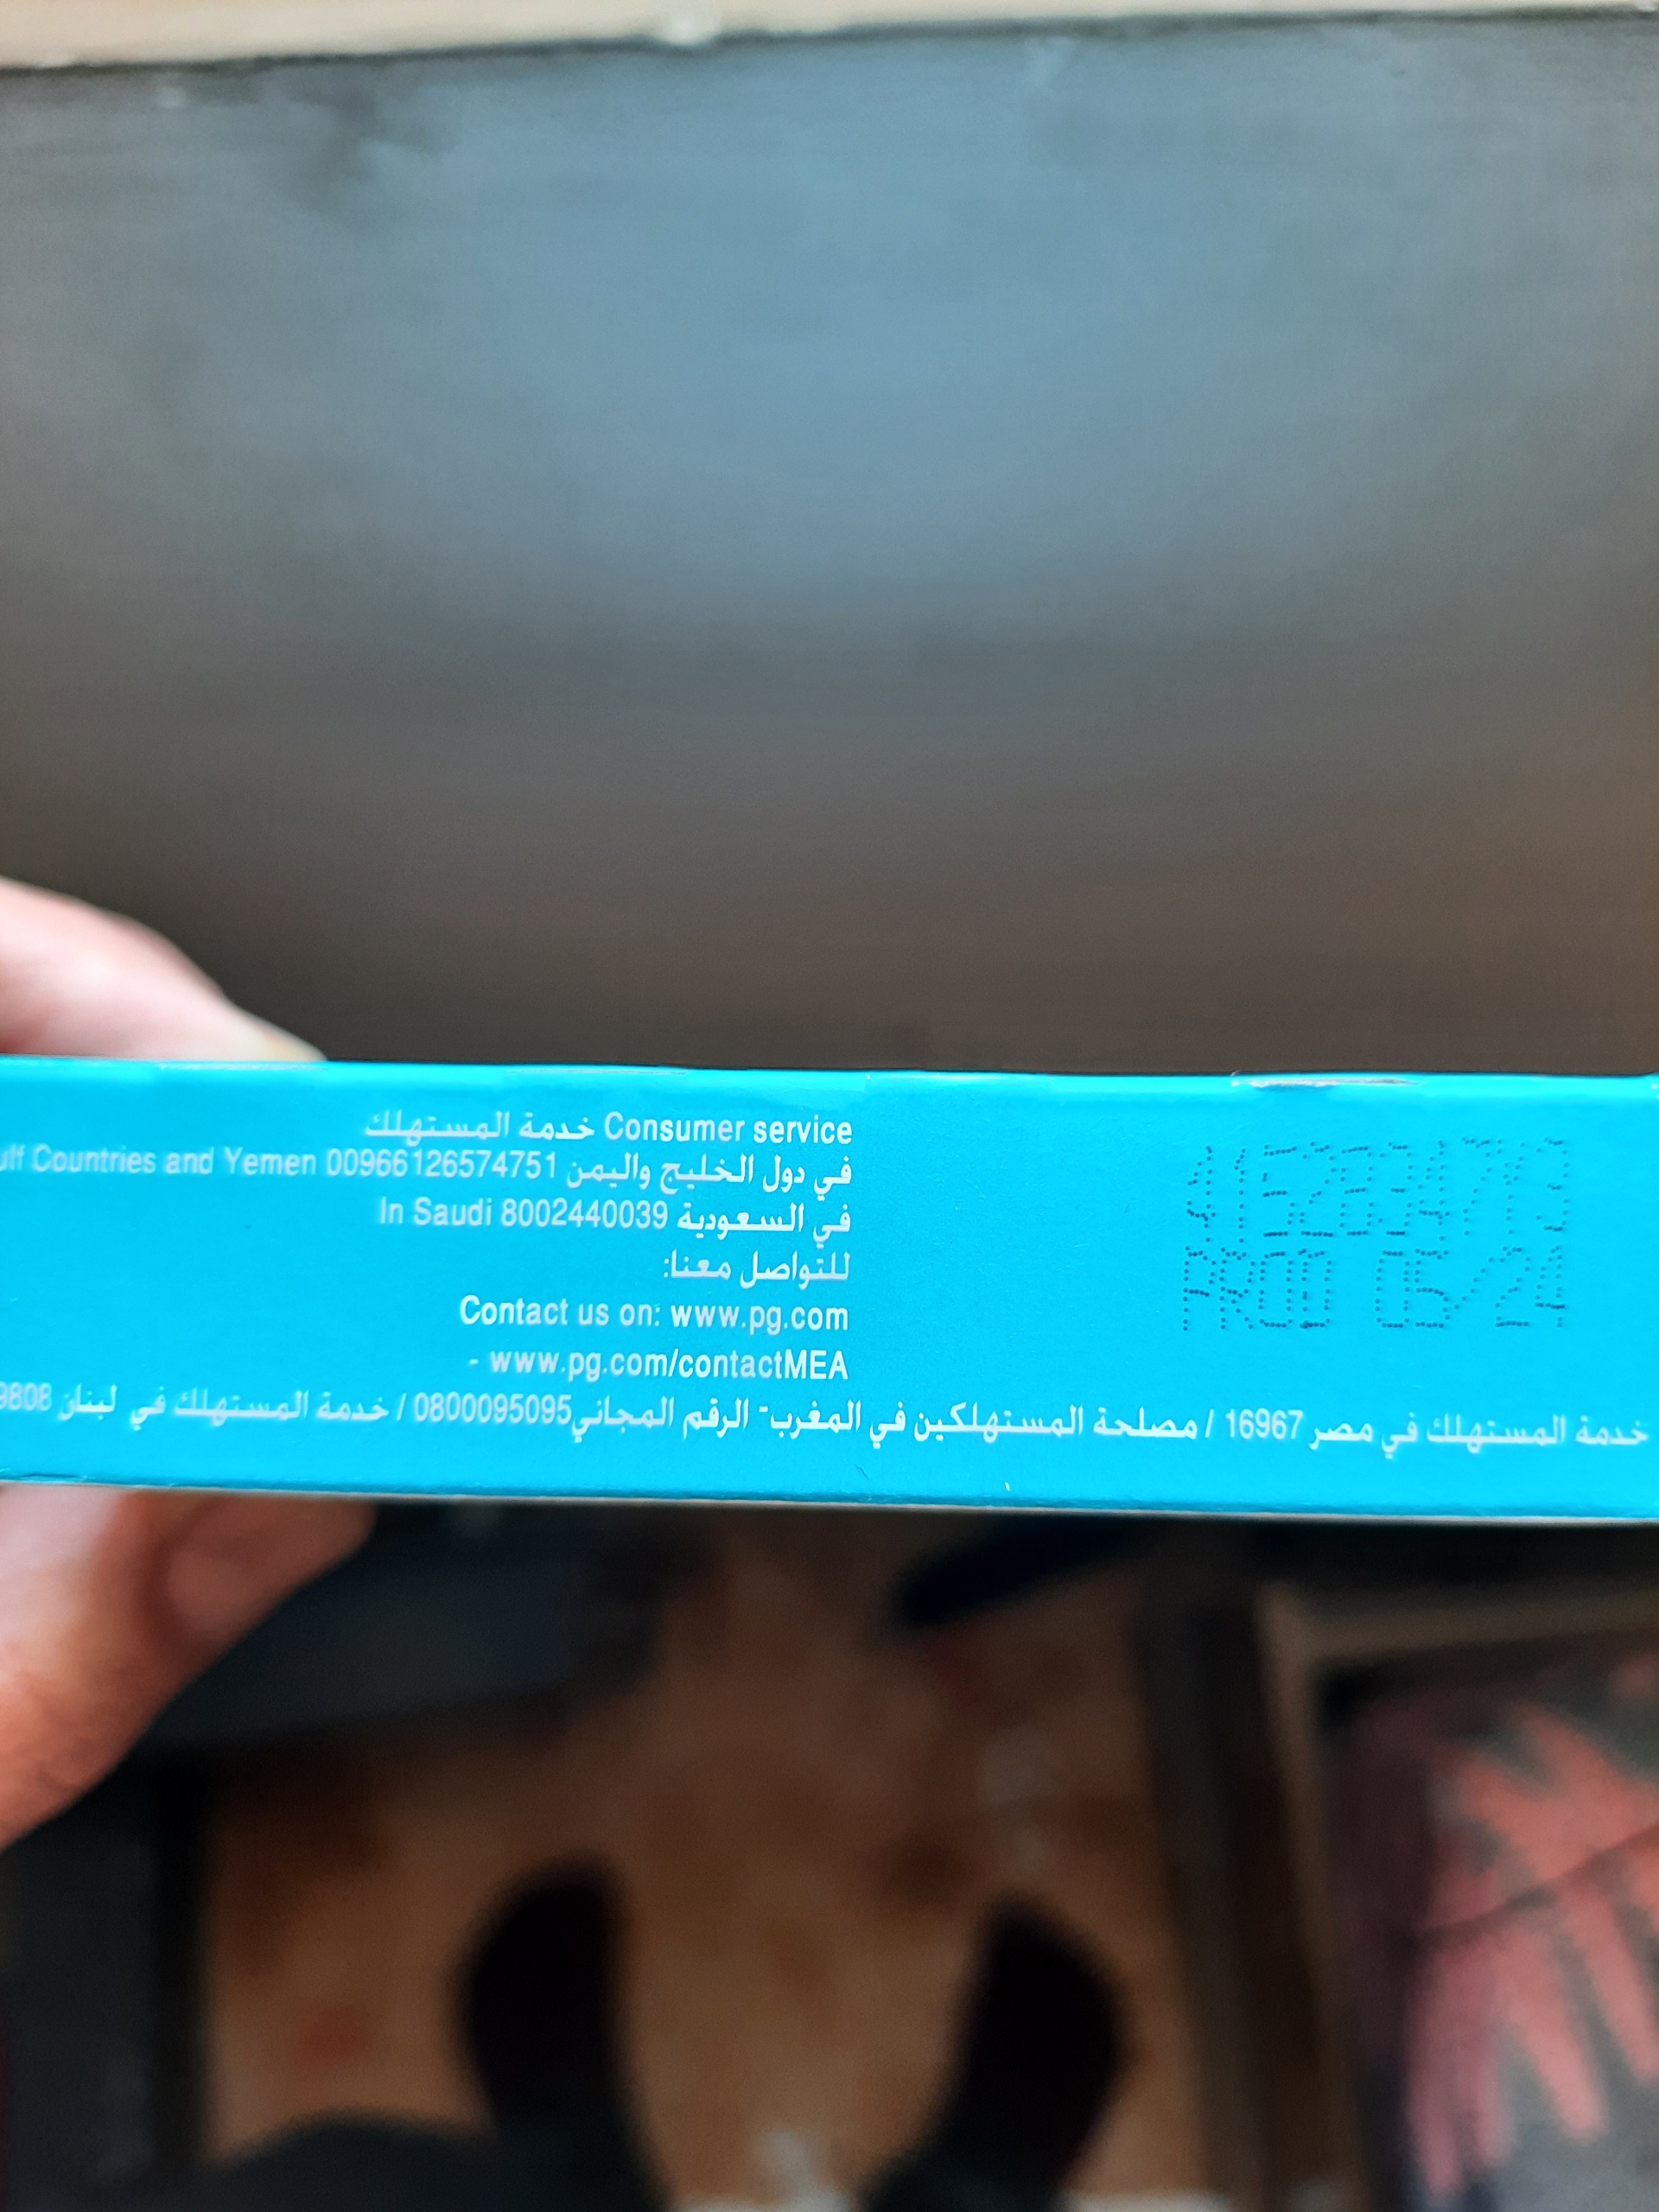 خدمة المستهلك Consumer service
في دول الخليج واليمن Countries and Yemen 00966126574751
في السعودية In Saudi 8002440039
للتواصل معنا:
Contact us on: www.pg.com
- www.pg.com/contactMEA
خدمة المستهلك في مصر 16967 / مصلحة المستهلكين في المغرب- الرقم المجاني0800095095 / خدمة المستهلك في لبنان
PROD 05/24